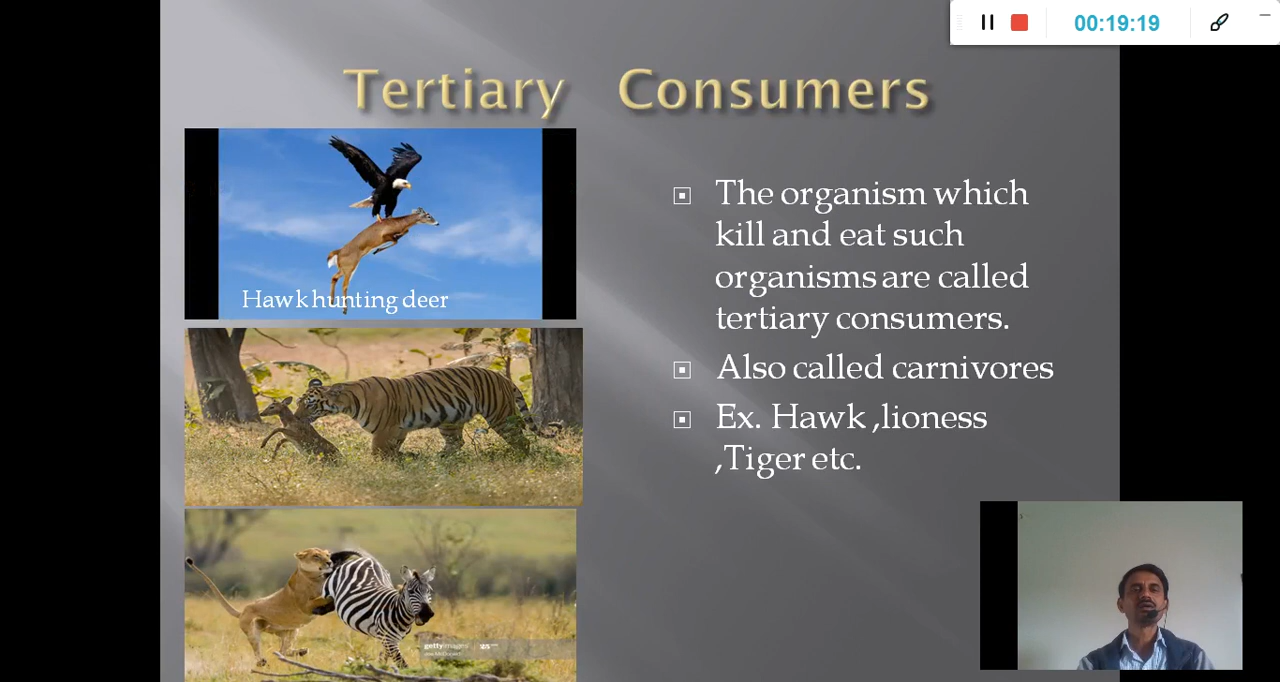 00:19:19
Tertiary Consumers
Hawk hunting deer
The organism which
kill and eat such
organisms are called
tertiary consumers.
Also called carnivores
Ex. Hawk ,lioness
,Tiger etc.
gettyimages